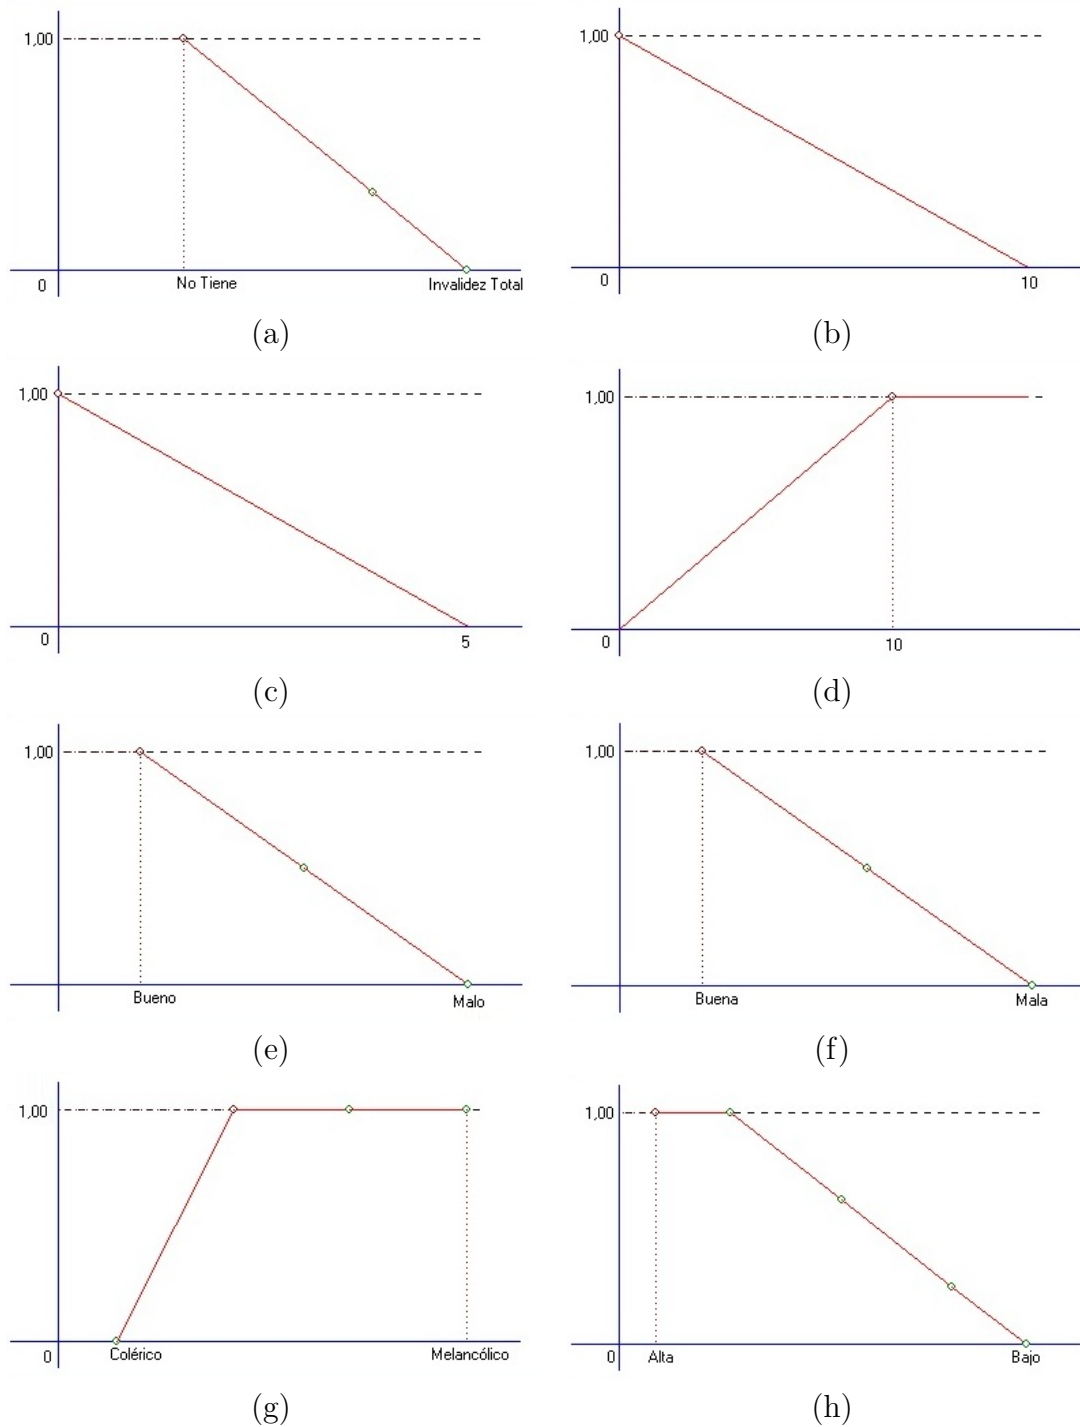 1,00
0
No Tiene
Invalidez Total
(a)
1,00
0
10
(b)
1,00
0
5
(c)
1,00
0
10
(d)
1,00
Bueno
Malo
(e)
1,00
Buena
Mala
(f)
1,00
0
Colérico
Melancólico
(g)
1,00
0
Alta
Bajo
(h)